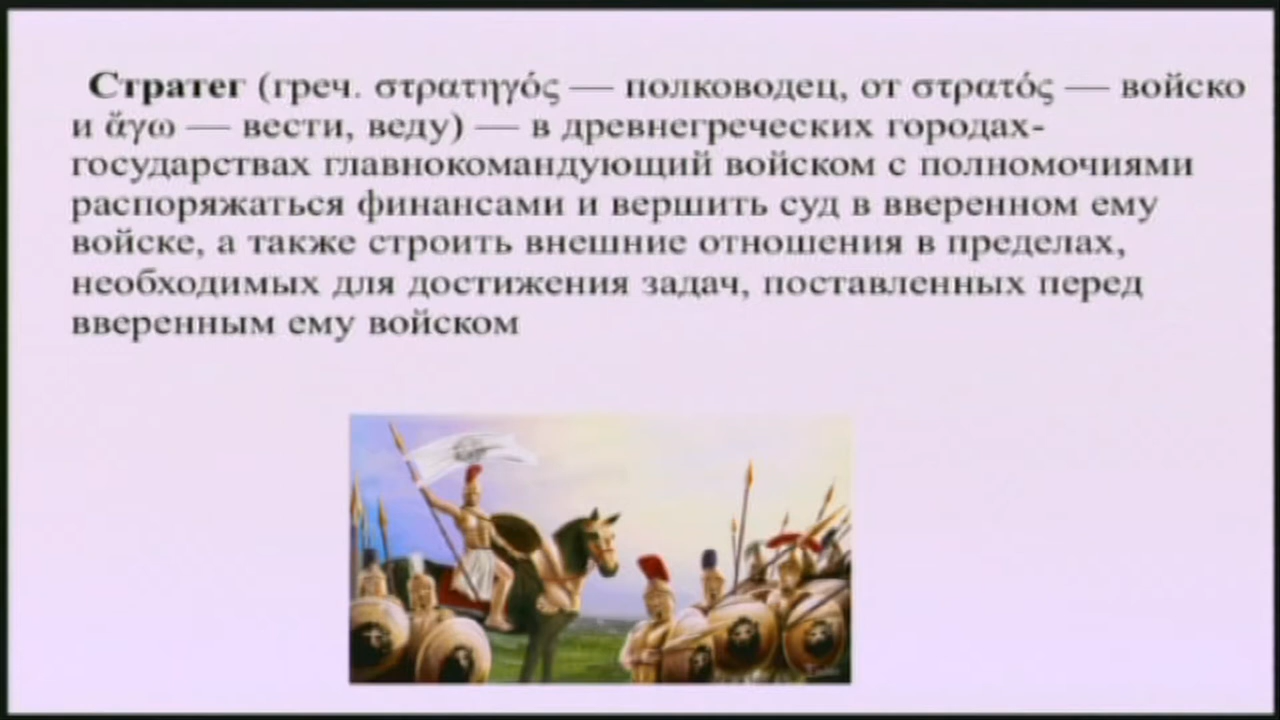 Стратег (греч. στρατηγός — полководец, от στρατός — войско
и ἄγω — вести, веду) — в древнегреческих городах-
государствах главнокомандующий войском с полномочиями
распоряжаться финансами и вершить суд в вверенном ему
войске, а также строить внешние отношения в пределах,
необходимых для достижения задач, поставленных перед
вверенным ему войском